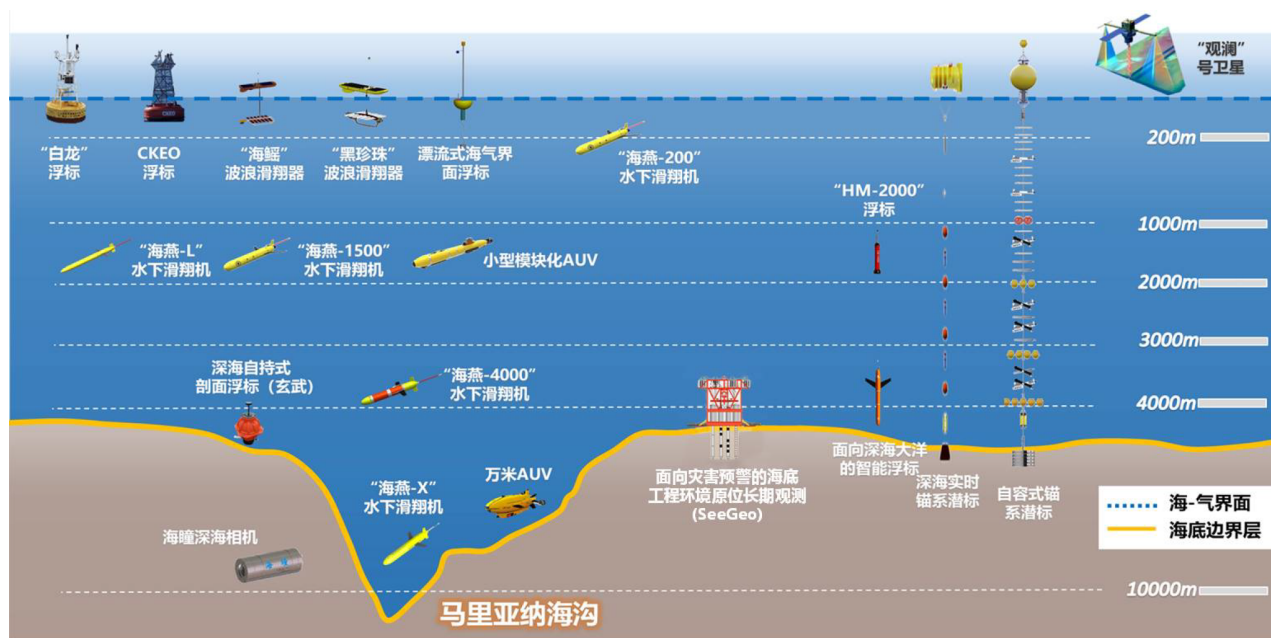 “观澜”
号卫星
“白龙”
浮标
CKEO
浮标
“海鳐”
波浪滑翔器
“黑珍珠”
波浪滑翔器
漂流式海气界
面浮标
“海燕-200”
水下滑翔机
200m
“HM-2000”
浮标
1000m
“海燕-L”
水下滑翔机
“海燕-1500”
水下滑翔机
小型模块化AUV
2000m
3000m
深海自持式
剖面浮标（玄武）
“海燕-4000”
水下滑翔机
4000m
面向深海大洋
的智能浮标
深海实时
锚系潜标
自容式锚
系潜标
面向灾害预警的海底
工程环境原位长期观测
(SeeGeo)
万米AUV
“海燕-X”
水下滑翔机
海瞳深海相机
海-气界面
海底边界层
10000m
马里亚纳海沟